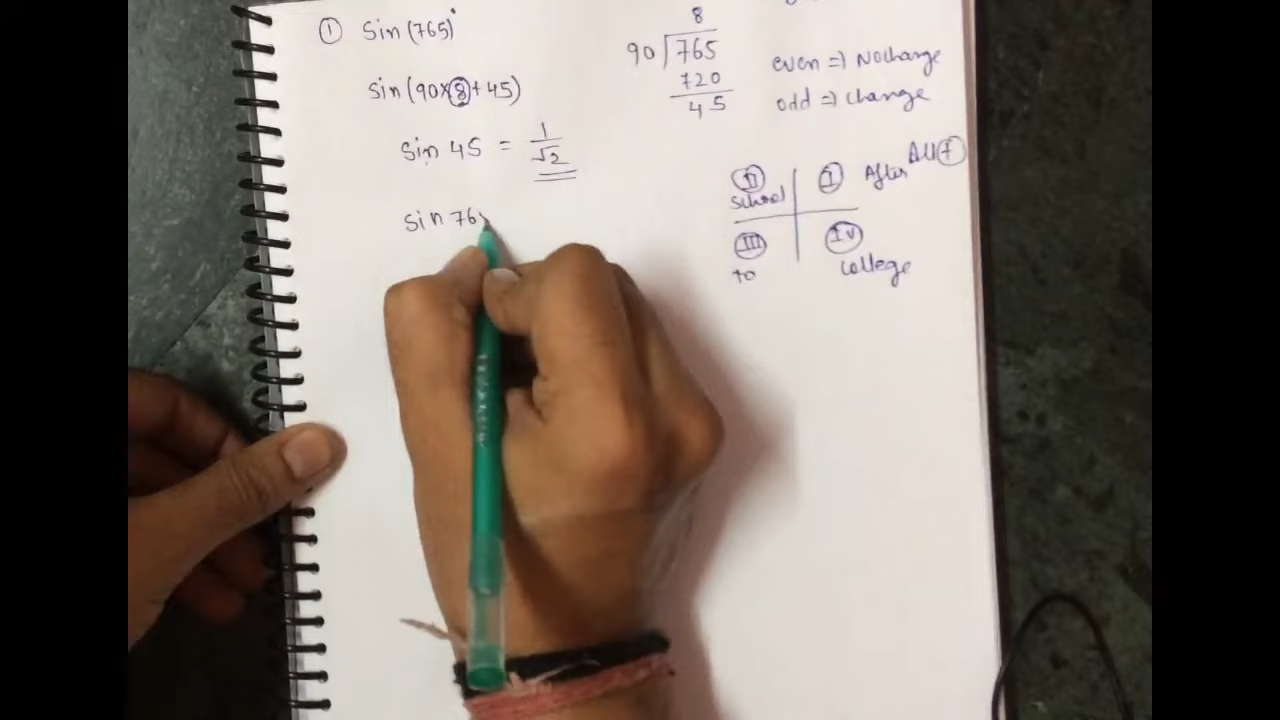 ① Sin(765)°
Sin(90×8+45)
Sin 45 = 1/√2
Sin 76
8
90 765
720
45
even ⇒ No change
odd ⇒ change
II I After All +
School
III IV
to college